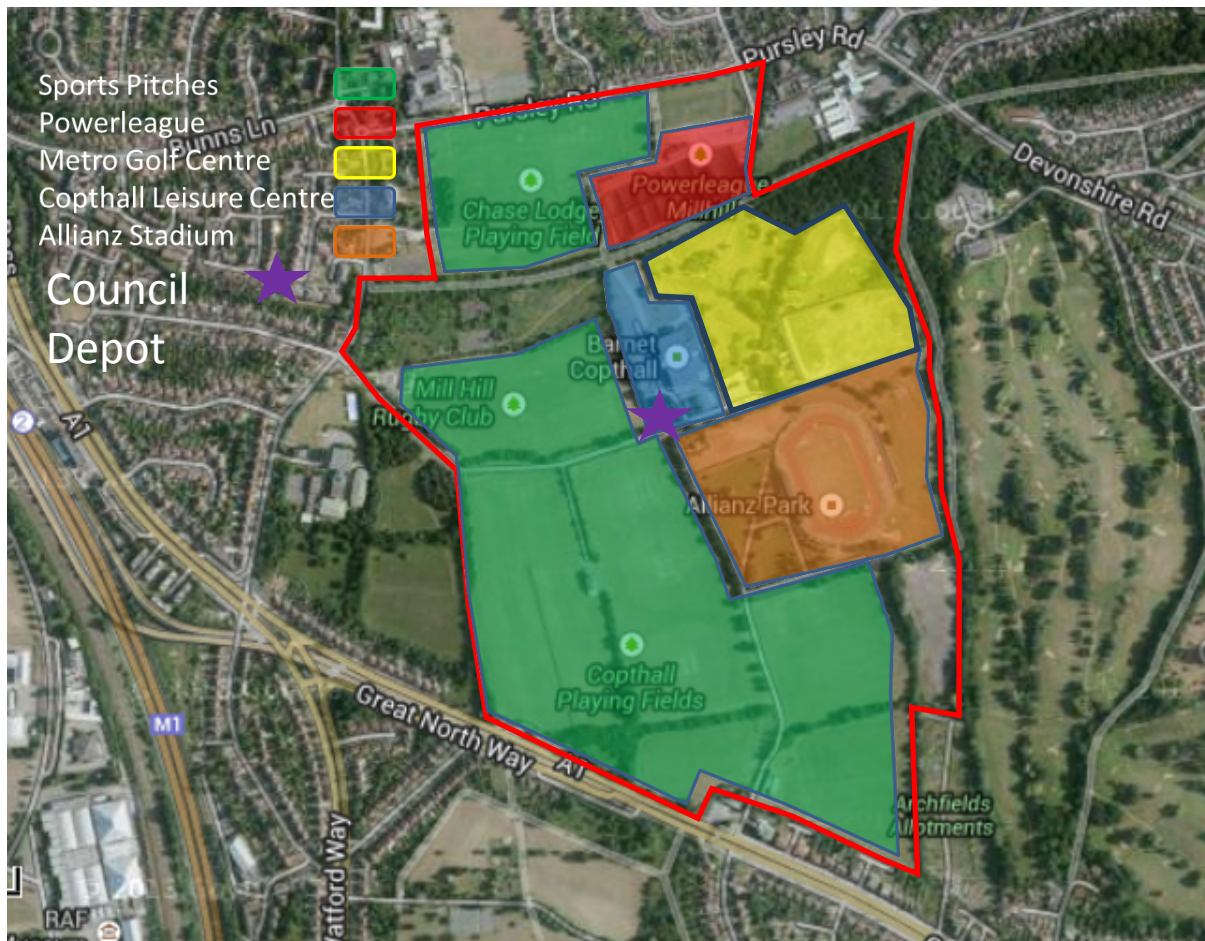 Pursley Rd
Sports Pitches
Pursley Rd
Powerleague
Bunns Ln
Metro Golf Centre
Devonshire Rd
Copthall Leisure Centre
Powerleague
Millhill
Chase Lodge
Playing Field
Allianz Stadium
Council
Depot
Barnet
Copthall
Mill Hill
Rugby Club
2
A1
Allianz Park
Copthall
Playing Fields
M1
Great North Way
A1
Archfields
Allotments
Watford Way
RAF